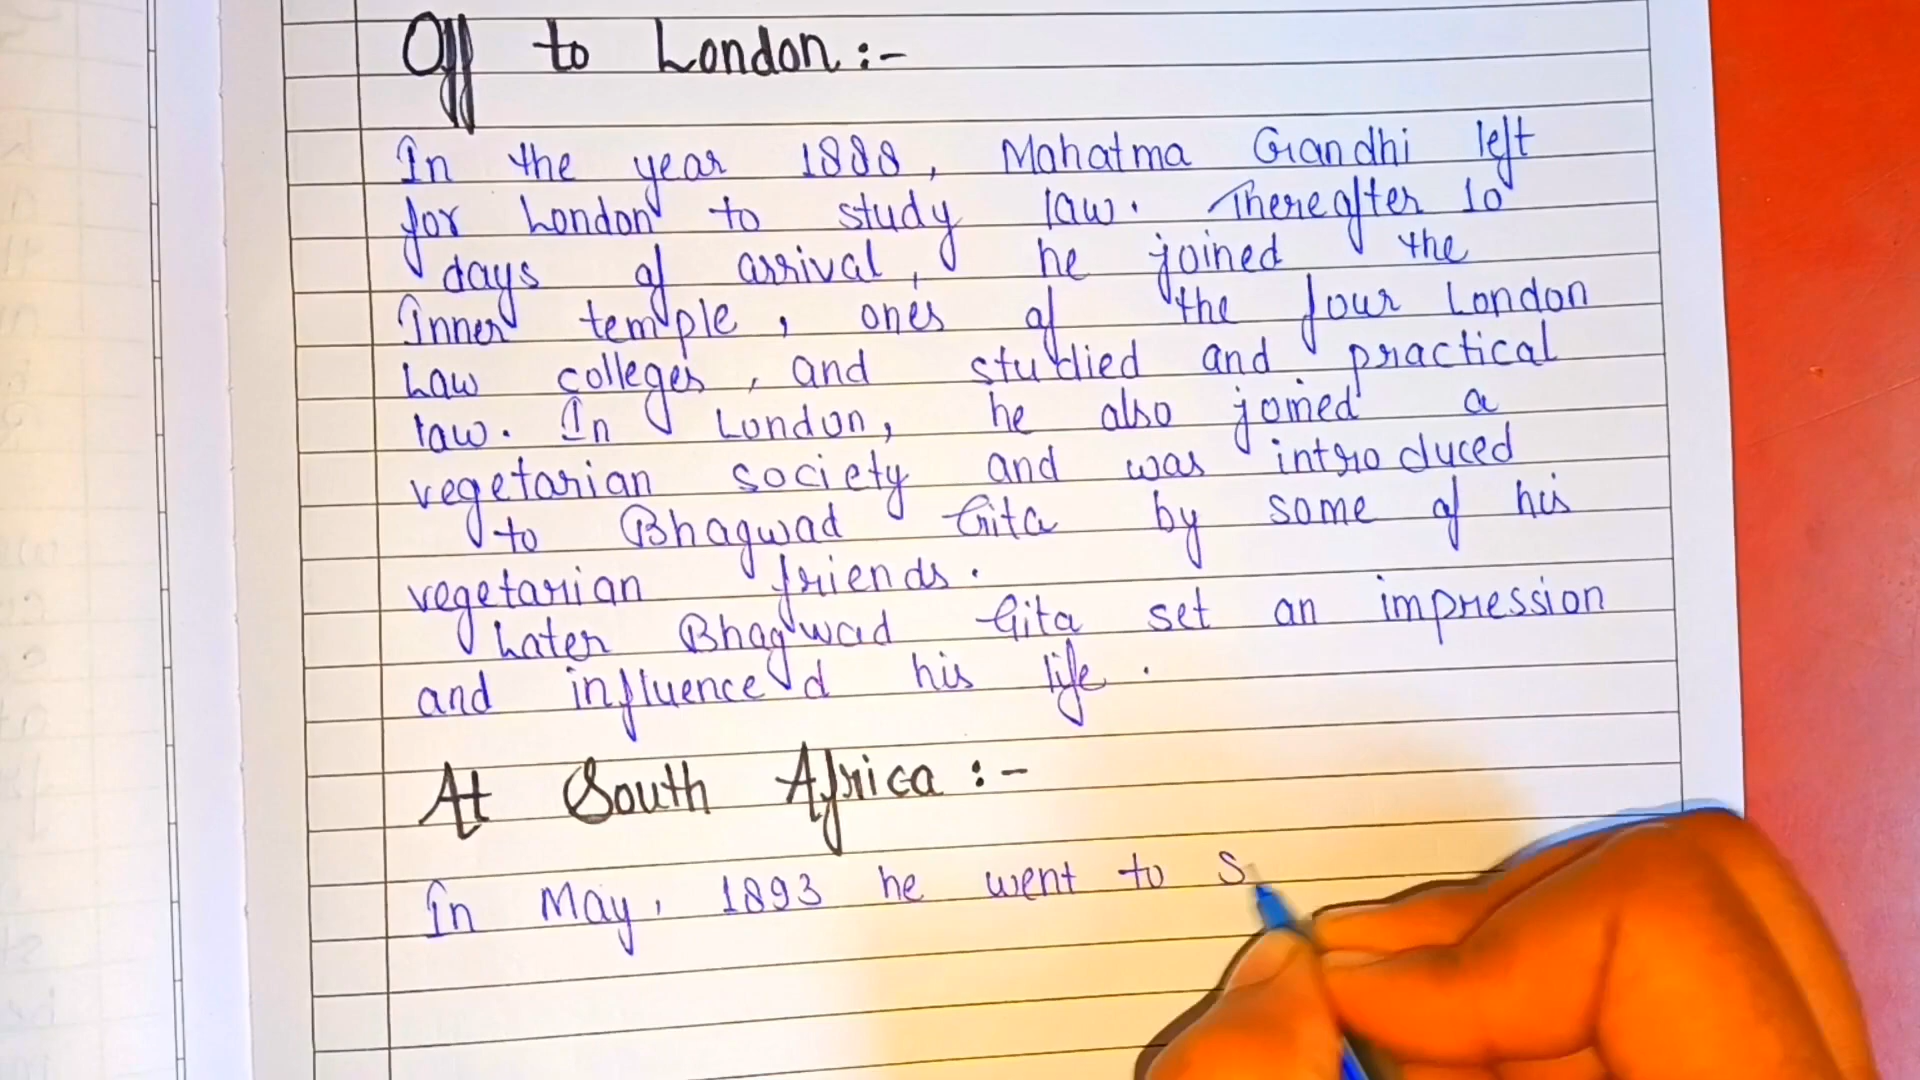 Off to London:-
In the year 1888, Mahatma Gandhi left
for London to study law. Thereafter 10
days of arrival, he joined the
Inner temple, ones of the four London
Law colleges, and studied and practical
law. In London, he also joined a
vegetarian society and was introduced
to Bhagwad Gita by some of his
vegetarian friends.
Later Bhagwad Gita set an impression
and influenced his life.
At South Africa:-
In May, 1893 he went to S